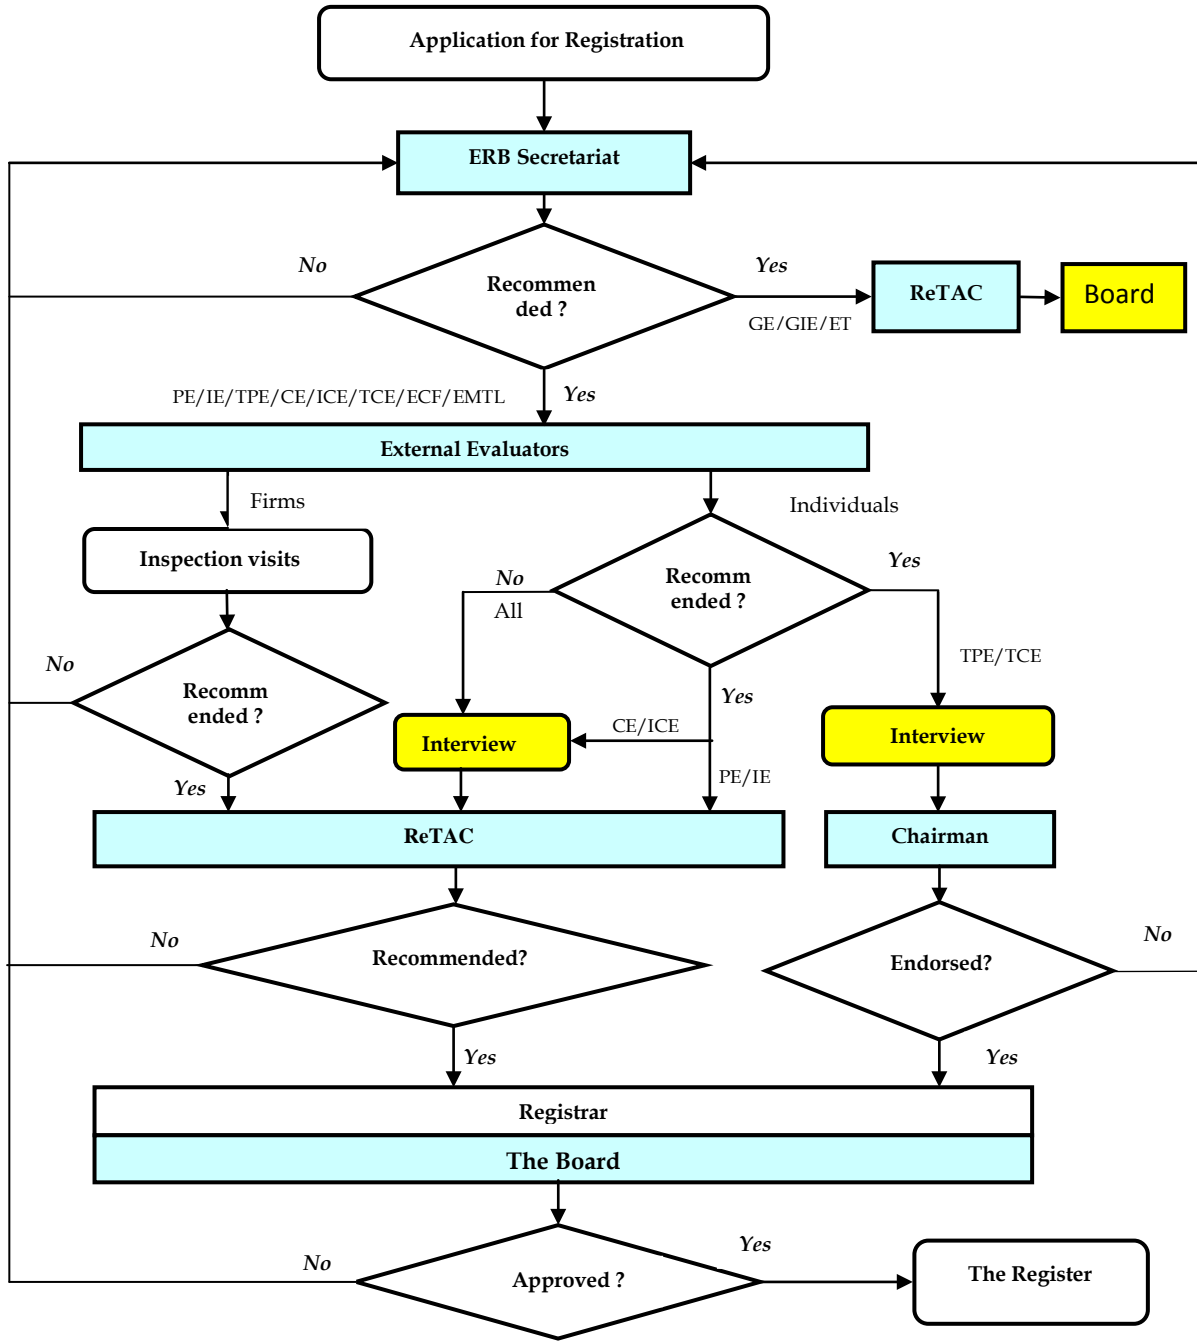 Application for Registration
ERB Secretariat
No
Yes
Recommen
ded ?
ReTAC
Board
GE/GIE/ET
PE/IE/TPE/CE/ICE/TCE/ECF/EMTL
Yes
External Evaluators
Firms
Individuals
Inspection visits
No
All
Recomm
ended ?
Yes
TPE/TCE
No
Recomm
ended ?
Yes
CE/ICE
Interview
Interview
Yes
PE/IE
ReTAC
Chairman
No
Recommended?
Endorsed?
No
Yes
Yes
Registrar
The Board
No
Yes
Approved ?
The Register